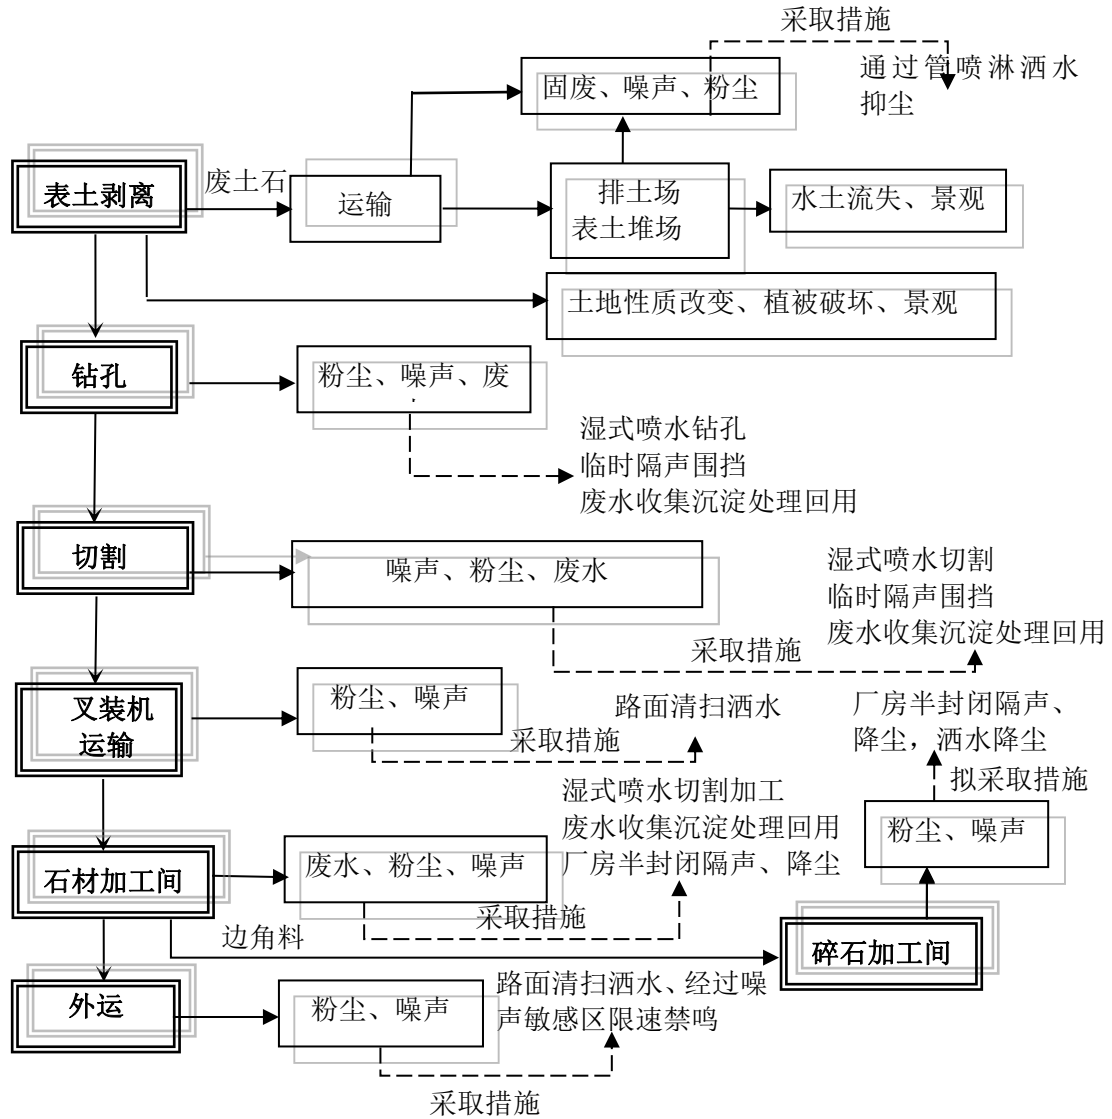 采取措施
通过管喷淋洒水
抑尘
固废、噪声、粉尘
表土剥离
废土石
运输
排土场
表土堆场
水土流失、景观
土地性质改变、植被破坏、景观
钻孔
粉尘、噪声、废
湿式喷水钻孔
临时隔声围挡
废水收集沉淀处理回用
切割
噪声、粉尘、废水
湿式喷水切割
临时隔声围挡
废水收集沉淀处理回用
采取措施
叉装机
运输
粉尘、噪声
路面清扫洒水
采取措施
厂房半封闭隔声、
降尘，洒水降尘
拟采取措施
粉尘、噪声
湿式喷水切割加工
废水收集沉淀处理回用
厂房半封闭隔声、降尘
石材加工间
废水、粉尘、噪声
采取措施
边角料
碎石加工间
外运
粉尘、噪声
路面清扫洒水、经过噪
声敏感区限速禁鸣
采取措施